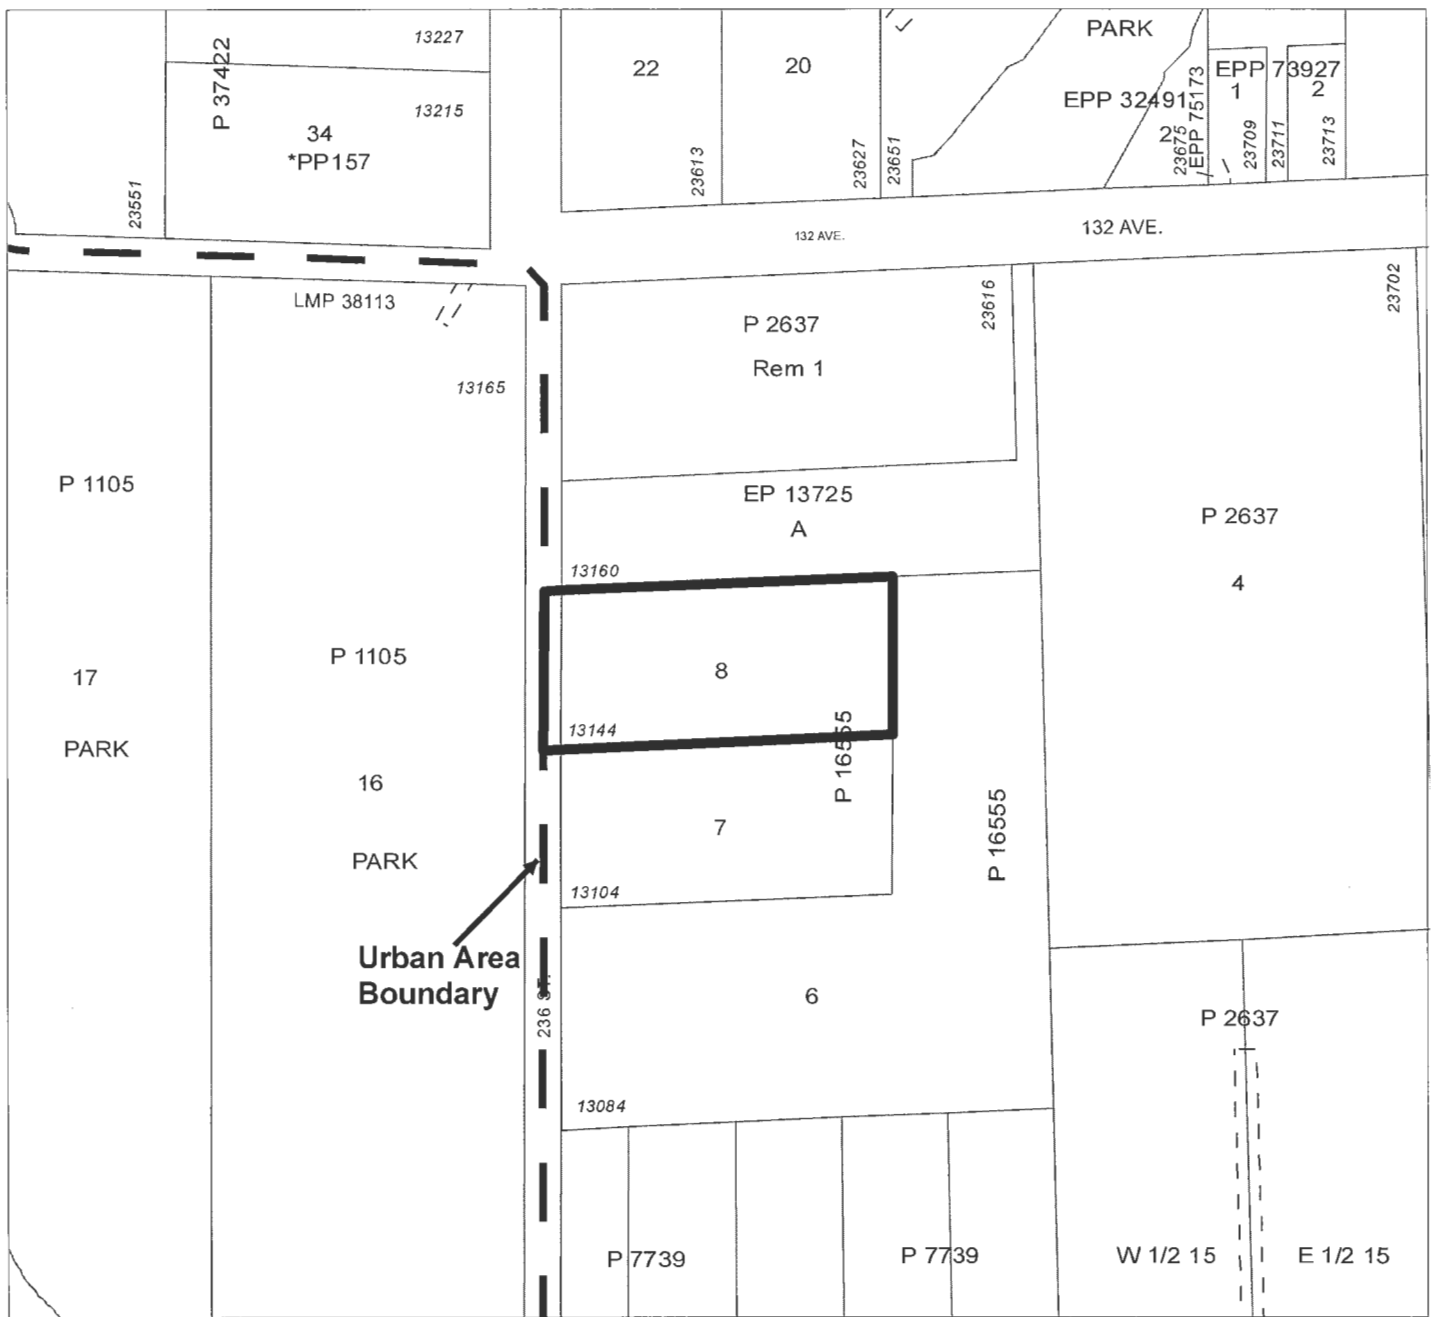 13227
P 37422
13215
34
*PP157
23551
22
20
23613
23627
23651
PARK
EPP 32491
2
23675
EPP 75173
EPP 73927
1
2
23709
23711
23713
132 AVE.
132 AVE.
LMP 38113
13165
P 2637
Rem 1
23616
23702
P 1105
EP 13725
A
P 2637
4
13160
P 1105
17
PARK
8
13144
P 16555
16
PARK
7
P 16555
13104
Urban Area
Boundary
236 ST.
6
P 2637
13084
P 7739
P 7739
W 1/2 15
E 1/2 15